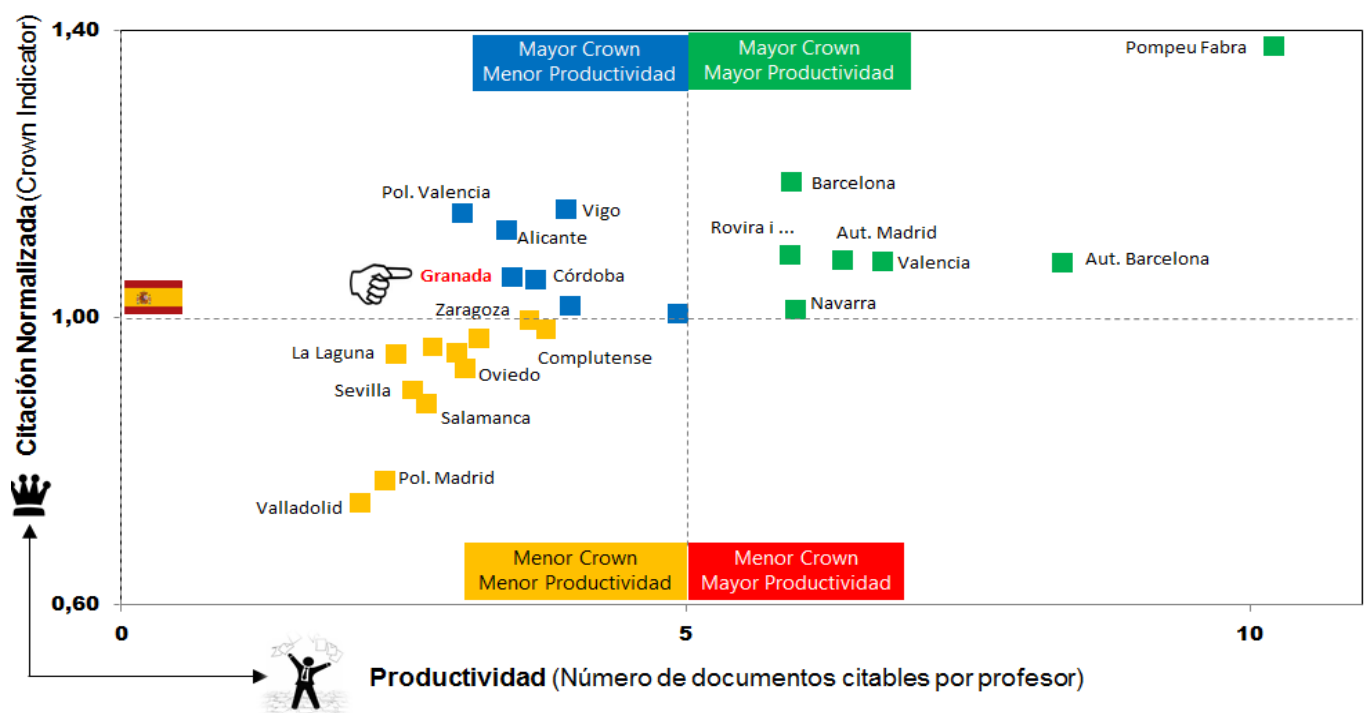 1,40
Mayor Crown
Menor Productividad
Mayor Crown
Mayor Productividad
Pompeu Fabra
Citación Normalizada (Crown Indicator)
Barcelona
Pol. Valencia
Vigo
Alicante
Rovira i ...
Aut. Madrid
Valencia
Aut. Barcelona
Granada
Córdoba
Zaragoza
Navarra
1,00
La Laguna
Complutense
Oviedo
Sevilla
Salamanca
Pol. Madrid
Valladolid
Menor Crown
Menor Productividad
Menor Crown
Mayor Productividad
0,60
0
5
10
Productividad (Número de documentos citables por profesor)